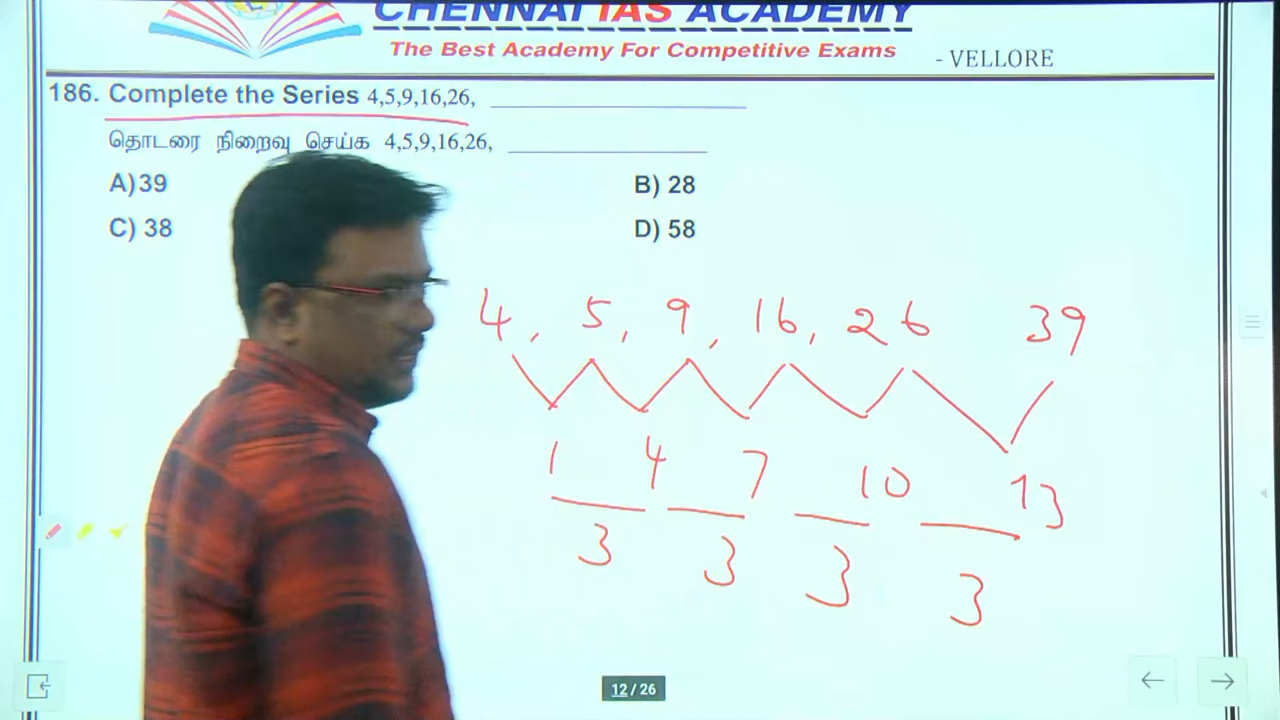 CHENNAI IAS ACADEMY
The Best Academy For Competitive Exams
- VELLORE
186. Complete the Series 4,5,9,16,26, ____________
தொடரை நிறைவு செய்க 4,5,9,16,26, ____________
A)39 B) 28
C) 38 D) 58
4, 5, 9, 16, 26 39
1 4 7 10 13
3 3 3 3
12 / 26